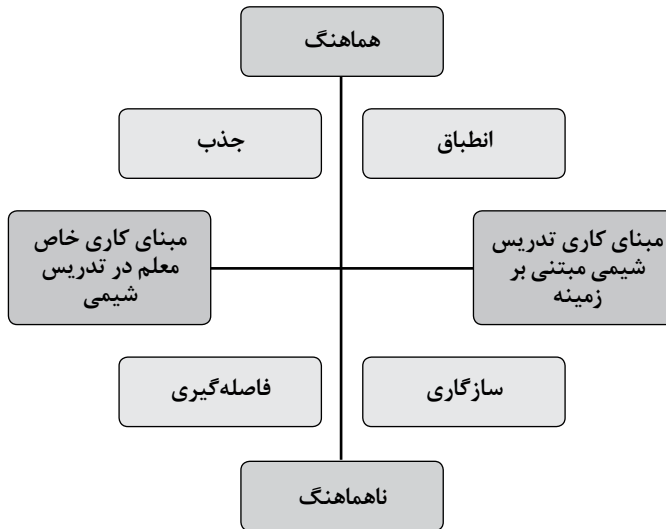 هماهنگ
انطباق
جذب
مبنای کاری تدریس
شیمی مبتنی بر
زمینه
مبنای کاری خاص
معلم در تدریس
شیمی
سازگاری
فاصله‌گیری
ناهماهنگ